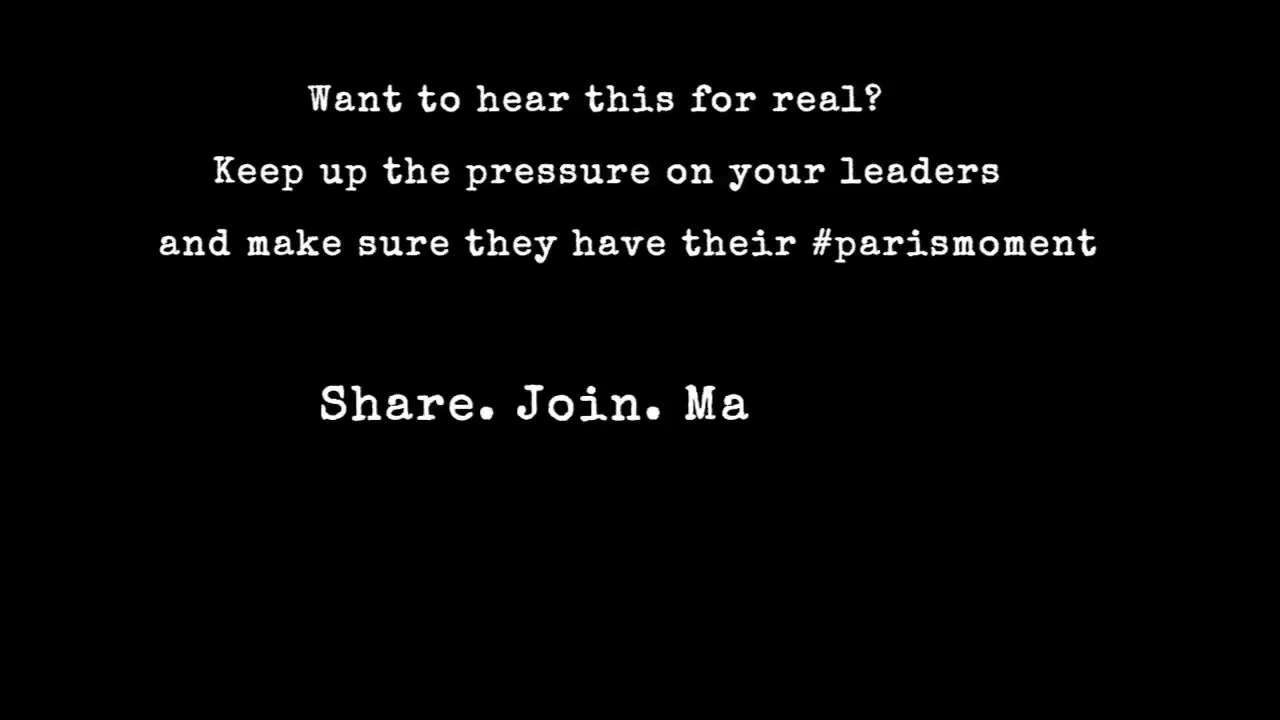 Want to hear this for real?
Keep up the pressure on your leaders
and make sure they have their #parismoment
Share. Join. Ma